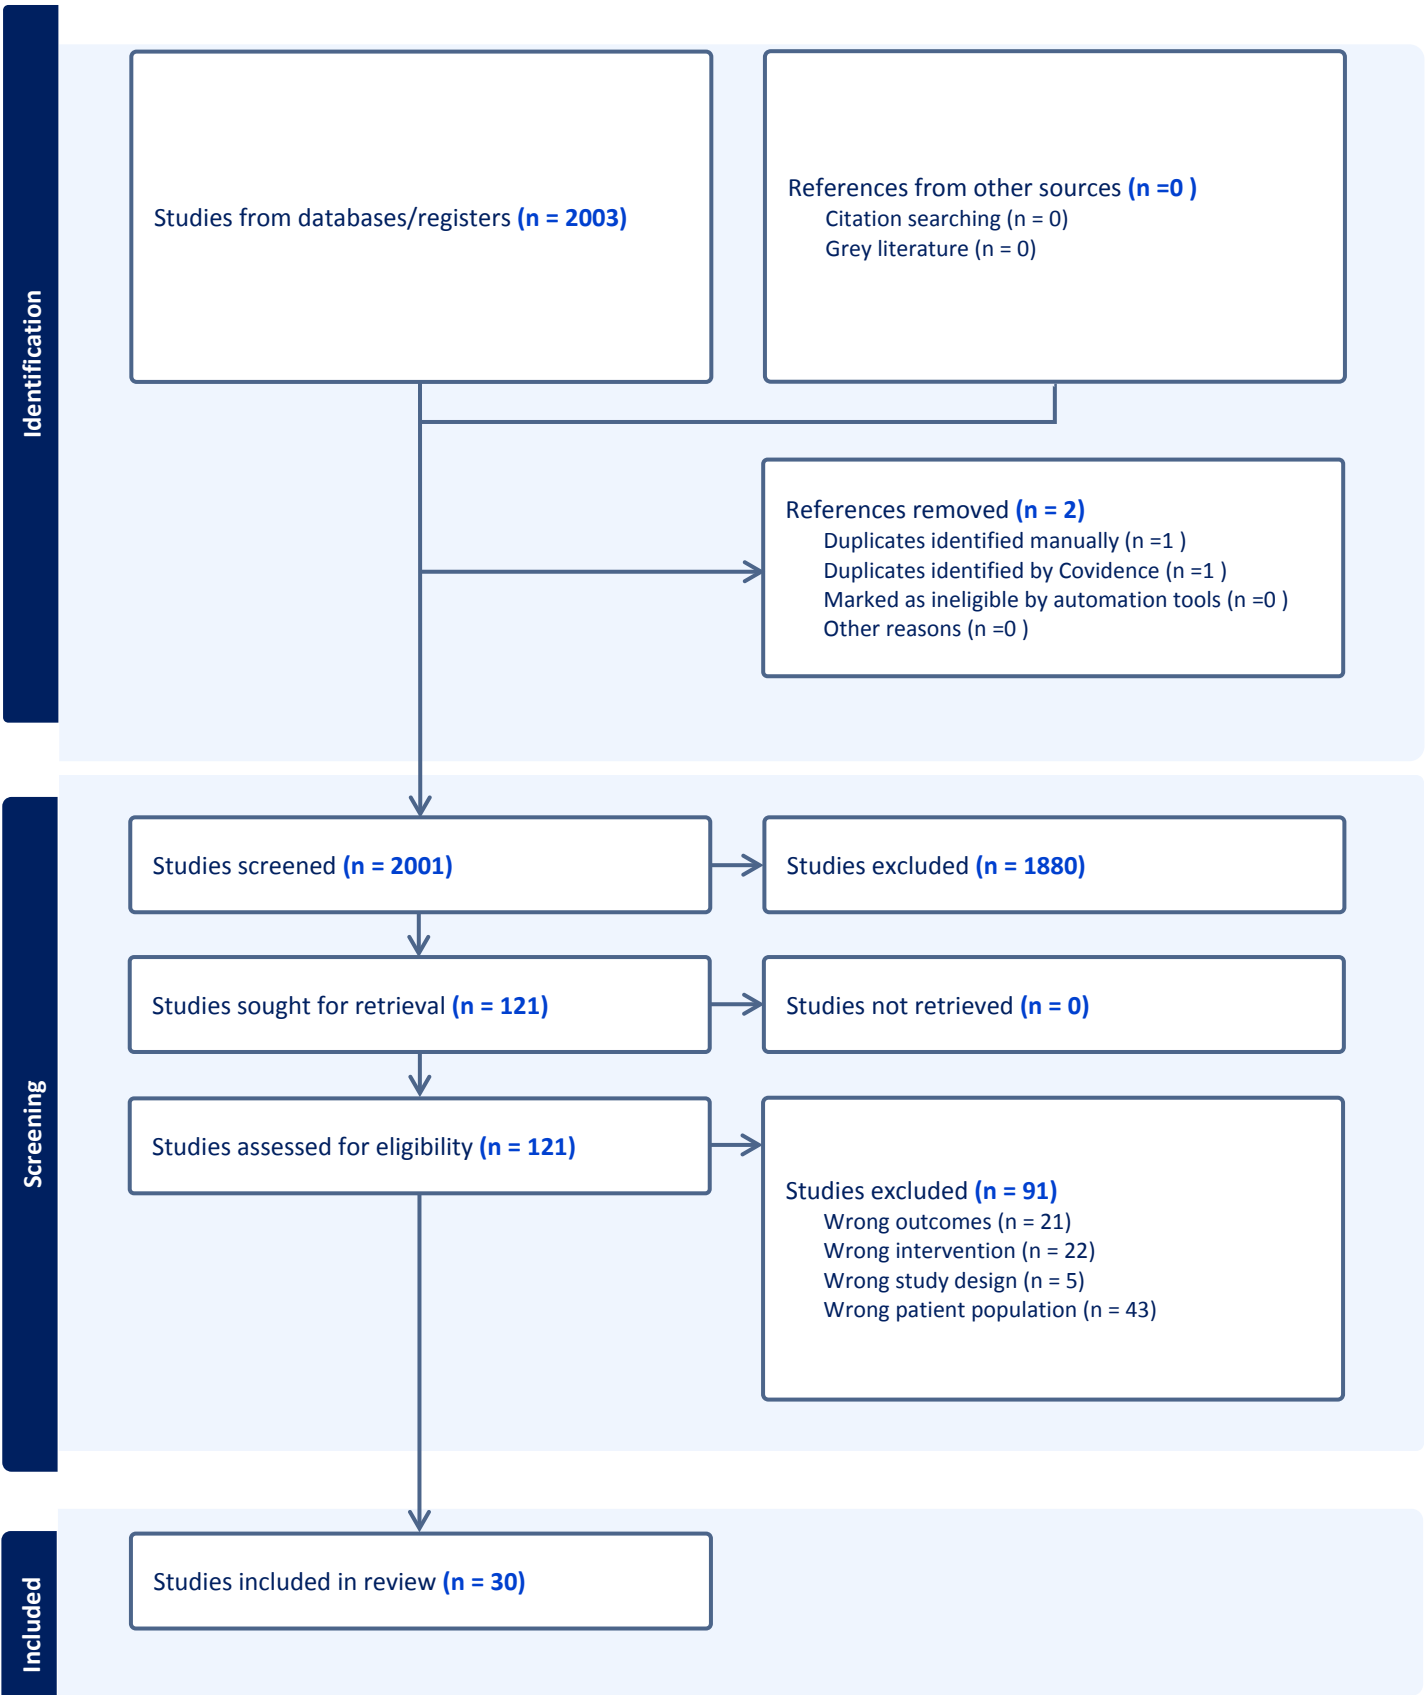 Identification
Studies from databases/registers (n = 2003)
References from other sources (n =0 )
Citation searching (n = 0)
Grey literature (n = 0)
References removed (n = 2)
Duplicates identified manually (n =1 )
Duplicates identified by Covidence (n =1 )
Marked as ineligible by automation tools (n =0 )
Other reasons (n =0 )
Screening
Studies screened (n = 2001)
Studies excluded (n = 1880)
Studies sought for retrieval (n = 121)
Studies not retrieved (n = 0)
Studies assessed for eligibility (n = 121)
Studies excluded (n = 91)
Wrong outcomes (n = 21)
Wrong intervention (n = 22)
Wrong study design (n = 5)
Wrong patient population (n = 43)
Included
Studies included in review (n = 30)